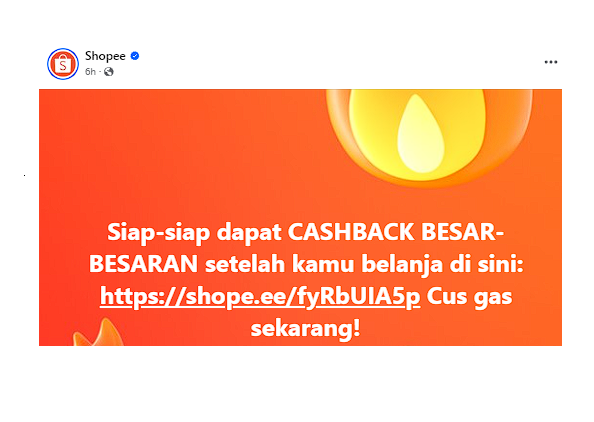 Shopee
6h ·
Siap-siap dapat CASHBACK BESAR-
BESARAN setelah kamu belanja di sini:
https://shope.ee/fyRbUIA5p Cus gas
sekarang!